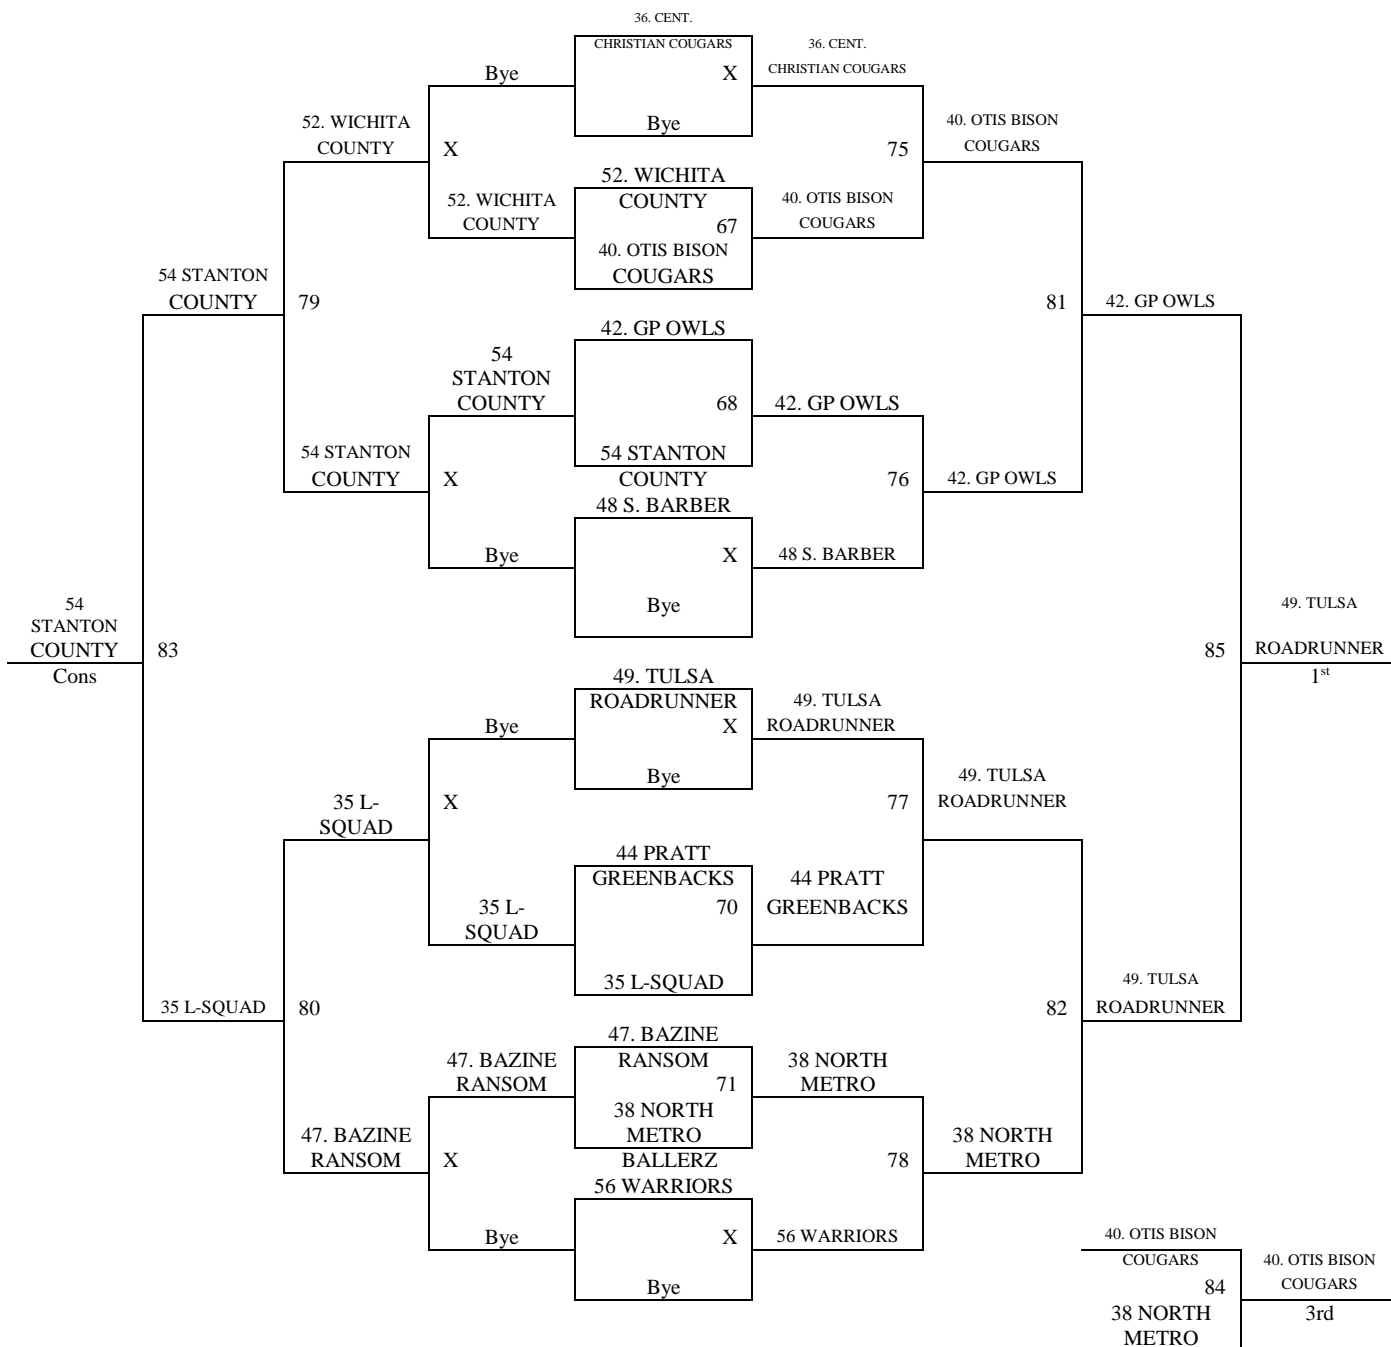 36. CENT.
CHRISTIAN COUGARS
36. CENT.
CHRISTIAN COUGARS
Bye
X
Bye
52. WICHITA
COUNTY
X
40. OTIS BISON
COUGARS
75
52. WICHITA
COUNTY
52. WICHITA
COUNTY
67
40. OTIS BISON
COUGARS
40. OTIS BISON
COUGARS
54 STANTON
COUNTY
79
81
42. GP OWLS
42. GP OWLS
54
STANTON
COUNTY
68
42. GP OWLS
54 STANTON
COUNTY
54 STANTON
COUNTY
X
76
42. GP OWLS
48 S. BARBER
Bye
X
48 S. BARBER
Bye
54
STANTON
COUNTY
Cons
83
85
49. TULSA
ROADRUNNER
1st
49. TULSA
ROADRUNNER
Bye
X
49. TULSA
ROADRUNNER
Bye
35 L-
SQUAD
X
77
49. TULSA
ROADRUNNER
44 PRATT
GREENBACKS
35 L-
SQUAD
70
44 PRATT
GREENBACKS
35 L-SQUAD
35 L-SQUAD
80
82
49. TULSA
ROADRUNNER
47. BAZINE
RANSOM
47. BAZINE
RANSOM
71
38 NORTH
METRO
38 NORTH
METRO
BALLERZ
47. BAZINE
RANSOM
X
78
38 NORTH
METRO
56 WARRIORS
Bye
X
56 WARRIORS
Bye
40. OTIS BISON
COUGARS
84
38 NORTH
METRO
40. OTIS BISON
COUGARS
3rd